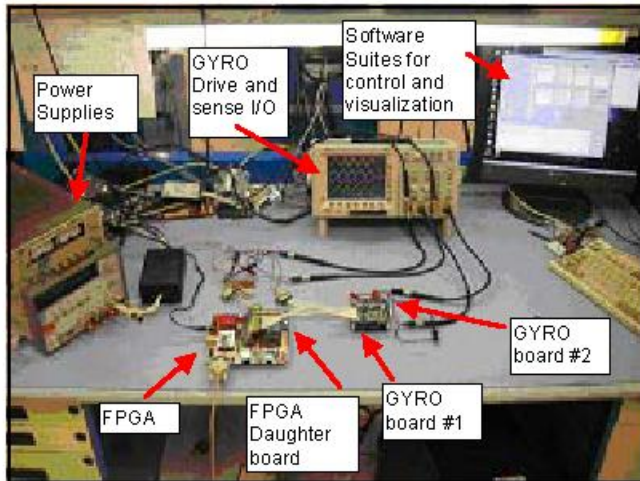 Power
Supplies
GYRO
Drive and
sense I/O
Software
Suites for
control and
visualization
FPGA
FPGA
Daughter
board
GYRO
board #1
GYRO
board #2